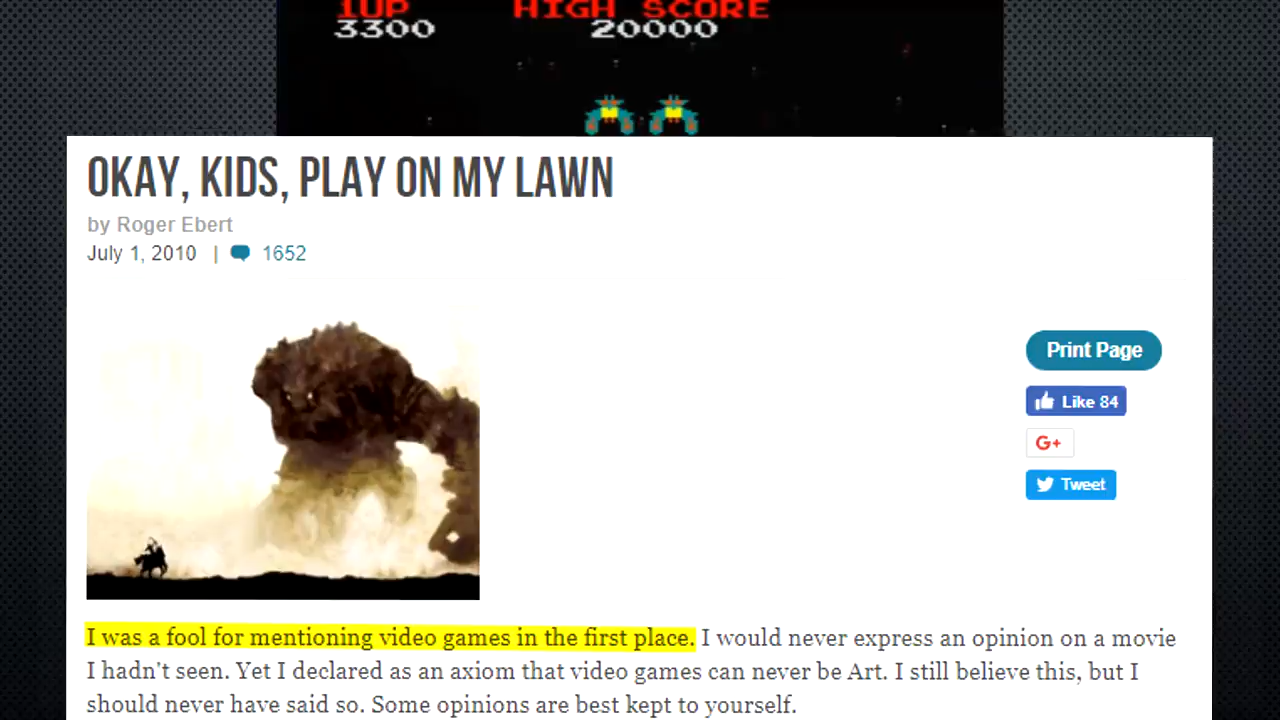 1UP HIGH SCORE
3300 20000
OKAY, KIDS, PLAY ON MY LAWN
by Roger Ebert
July 1, 2010 | 1652
Print Page
Like 84
G+
Tweet
I was a fool for mentioning video games in the first place. I would never express an opinion on a movie
I hadn't seen. Yet I declared as an axiom that video games can never be Art. I still believe this, but I
should never have said so. Some opinions are best kept to yourself.